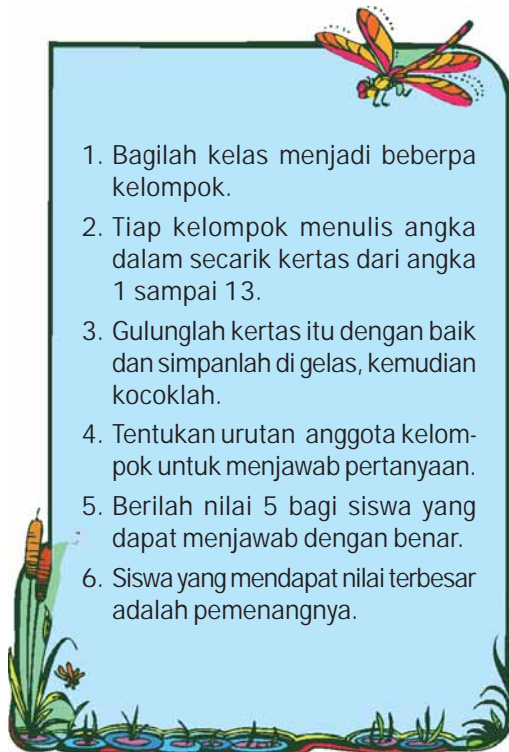 1. Bagilah kelas menjadi beberpa
kelompok.
2. Tiap kelompok menulis angka
dalam secarik kertas dari angka
1 sampai 13.
3. Gulunglah kertas itu dengan baik
dan simpanlah di gelas, kemudian
kocoklah.
4. Tentukan urutan anggota kelom-
pok untuk menjawab pertanyaan.
5. Berilah nilai 5 bagi siswa yang
dapat menjawab dengan benar.
6. Siswa yang mendapat nilai terbesar
adalah pemenangnya.